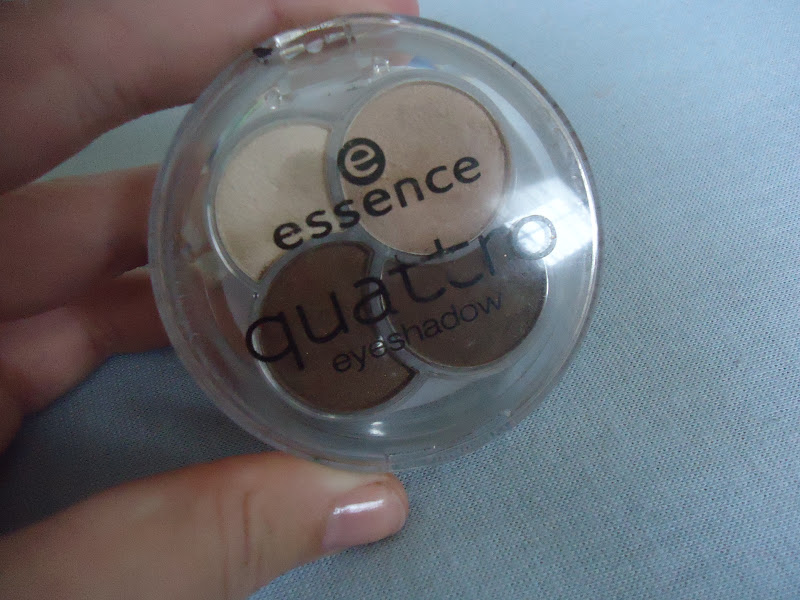 e
essence
quattro
eyeshadow